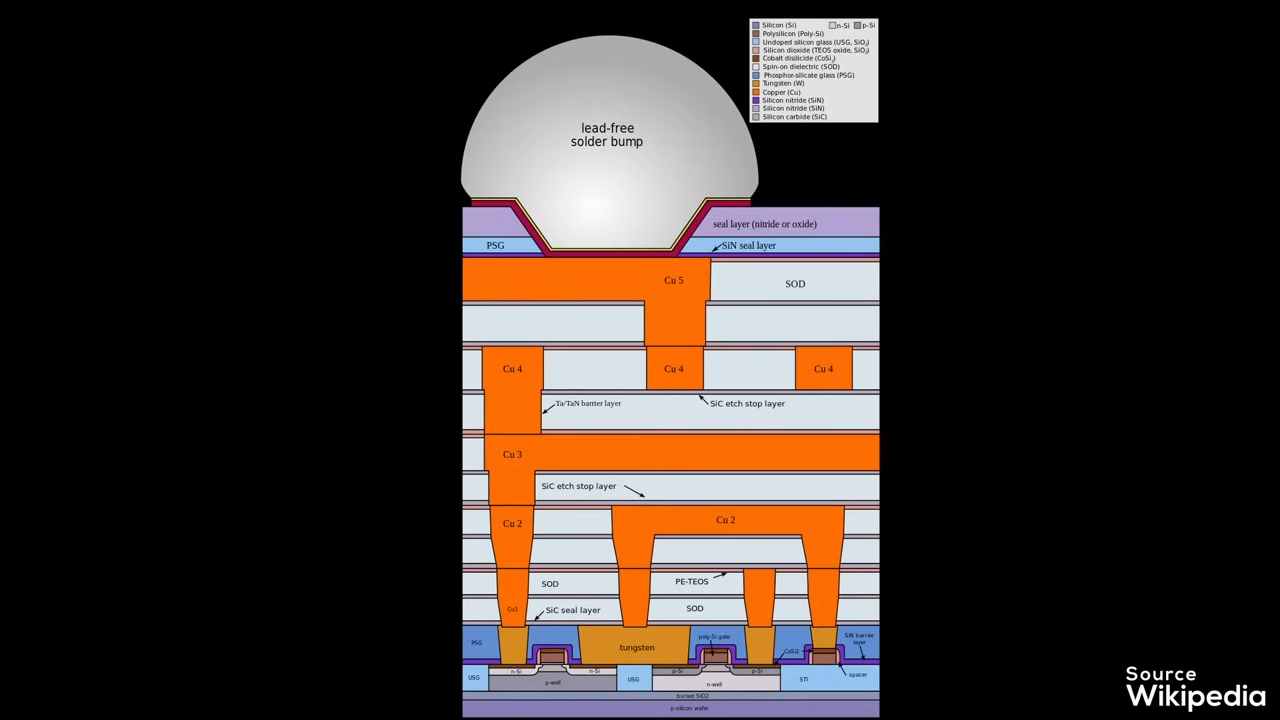 Silicon (Si)
n-Si
p-Si
Polysilicon (Poly-Si)
Undoped silicon glass (USG, SiO₂)
Silicon dioxide (TEOS oxide, SiO₂)
Cobalt disilicide (CoSi₂)
Spin-on dielectric (SOD)
Phosphor-silicate glass (PSG)
Tungsten (W)
Copper (Cu)
Silicon nitride (SiN)
Silicon nitride (SiN)
Silicon carbide (SiC)
lead-free
solder bump
seal layer (nitride or oxide)
PSG
SiN seal layer
Cu 5
SOD
Cu 4
Cu 4
Cu 4
Ta/TaN barrier layer
SiC etch stop layer
Cu 3
SiC etch stop layer
Cu 2
Cu 2
SOD
PE-TEOS
Cu1
SiC seal layer
SOD
PSG
tungsten
poly-Si gate
SiN barrier
layer
CoSi2
n-Si
n-Si
p-Si
p-Si
spacer
USG
p-well
USG
n-well
STI
buried SiO2
p-silicon wafer
Source
Wikipedia